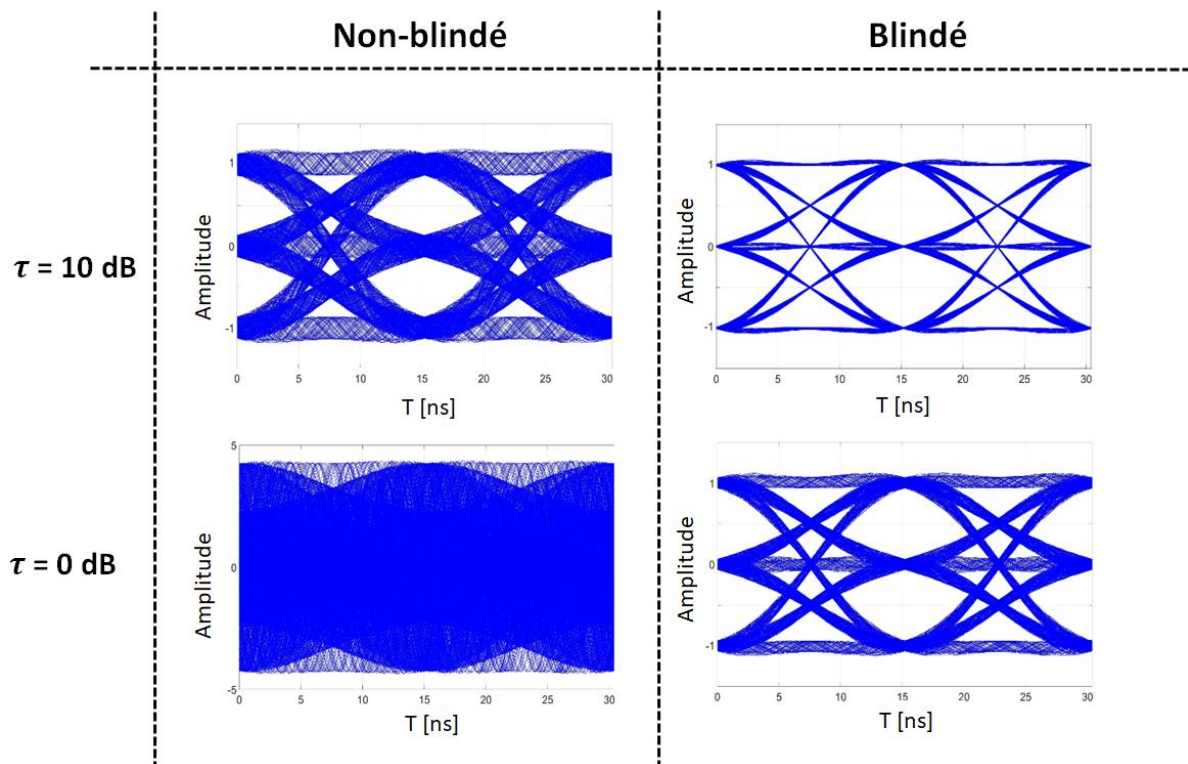 Non-blindé
Blindé
τ = 10 dB
Amplitude
1
0
-1
0 5 10 15 20 25 30
T [ns]
Amplitude
1
0
-1
0 5 10 15 20 25 30
T [ns]
τ = 0 dB
Amplitude
5
0
-5
0 5 10 15 20 25 30
T [ns]
Amplitude
1
0
-1
0 5 10 15 20 25 30
T [ns]